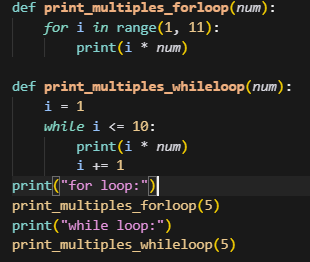 def print_multiples_forloop(num):
    for i in range(1, 11):
        print(i * num)

def print_multiples_whileloop(num):
    i = 1
    while i <= 10:
        print(i * num)
        i += 1
print("for loop:")
print_multiples_forloop(5)
print("while loop:")
print_multiples_whileloop(5)